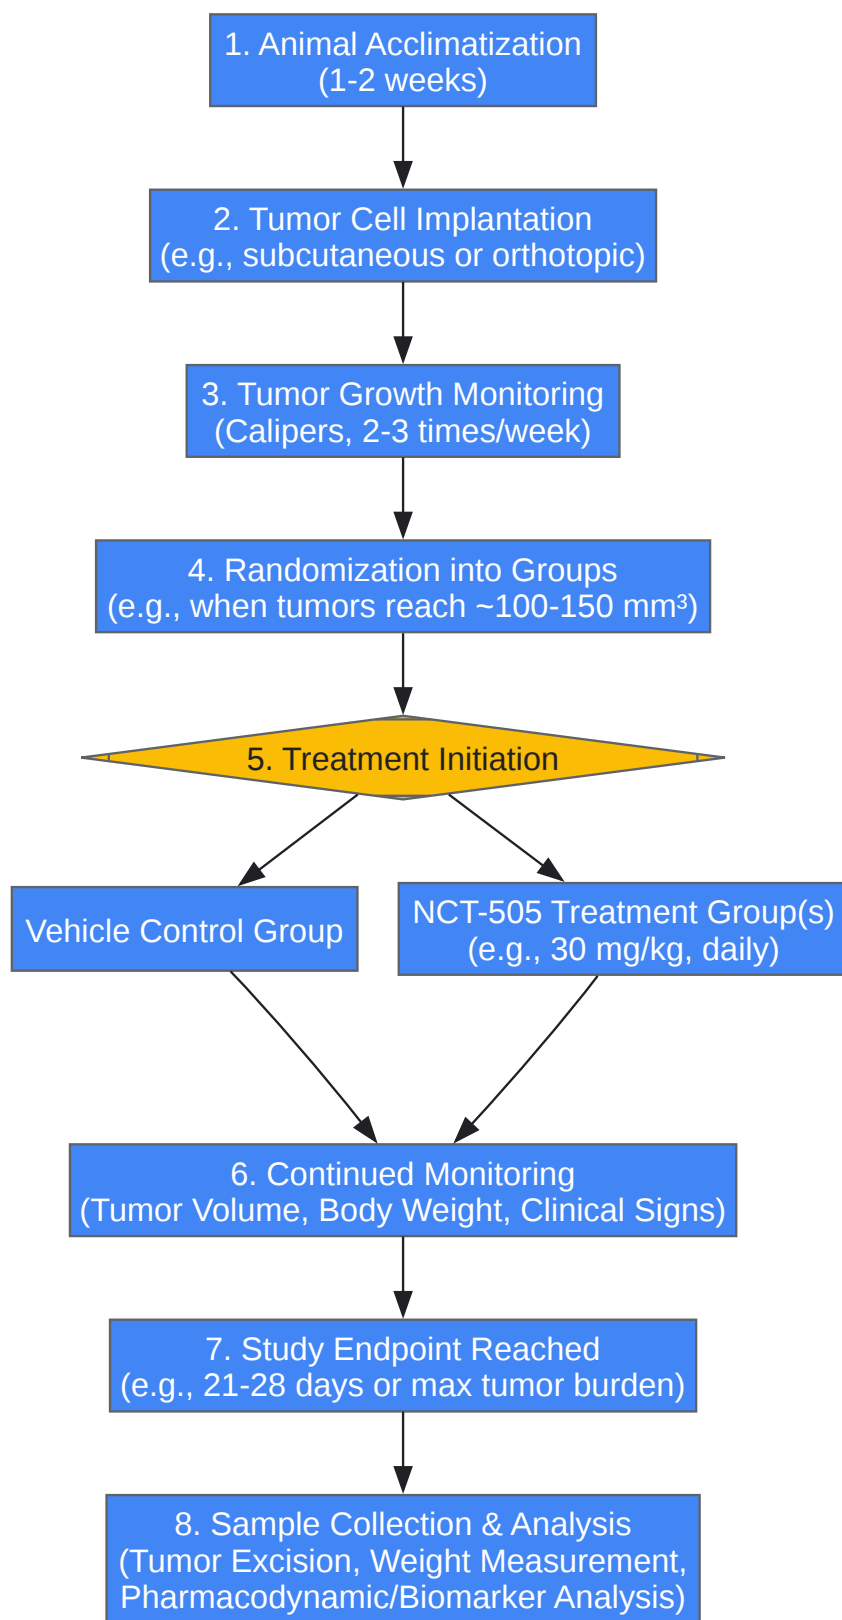 1. Animal Acclimatization
(1-2 weeks)
2. Tumor Cell Implantation
(e.g., subcutaneous or orthotopic)
3. Tumor Growth Monitoring
(Calipers, 2-3 times/week)
4. Randomization into Groups
(e.g., when tumors reach ~100-150 mm³)
5. Treatment Initiation
Vehicle Control Group
NCT-505 Treatment Group(s)
(e.g., 30 mg/kg, daily)
6. Continued Monitoring
(Tumor Volume, Body Weight, Clinical Signs)
7. Study Endpoint Reached
(e.g., 21-28 days or max tumor burden)
8. Sample Collection & Analysis
(Tumor Excision, Weight Measurement,
Pharmacodynamic/Biomarker Analysis)